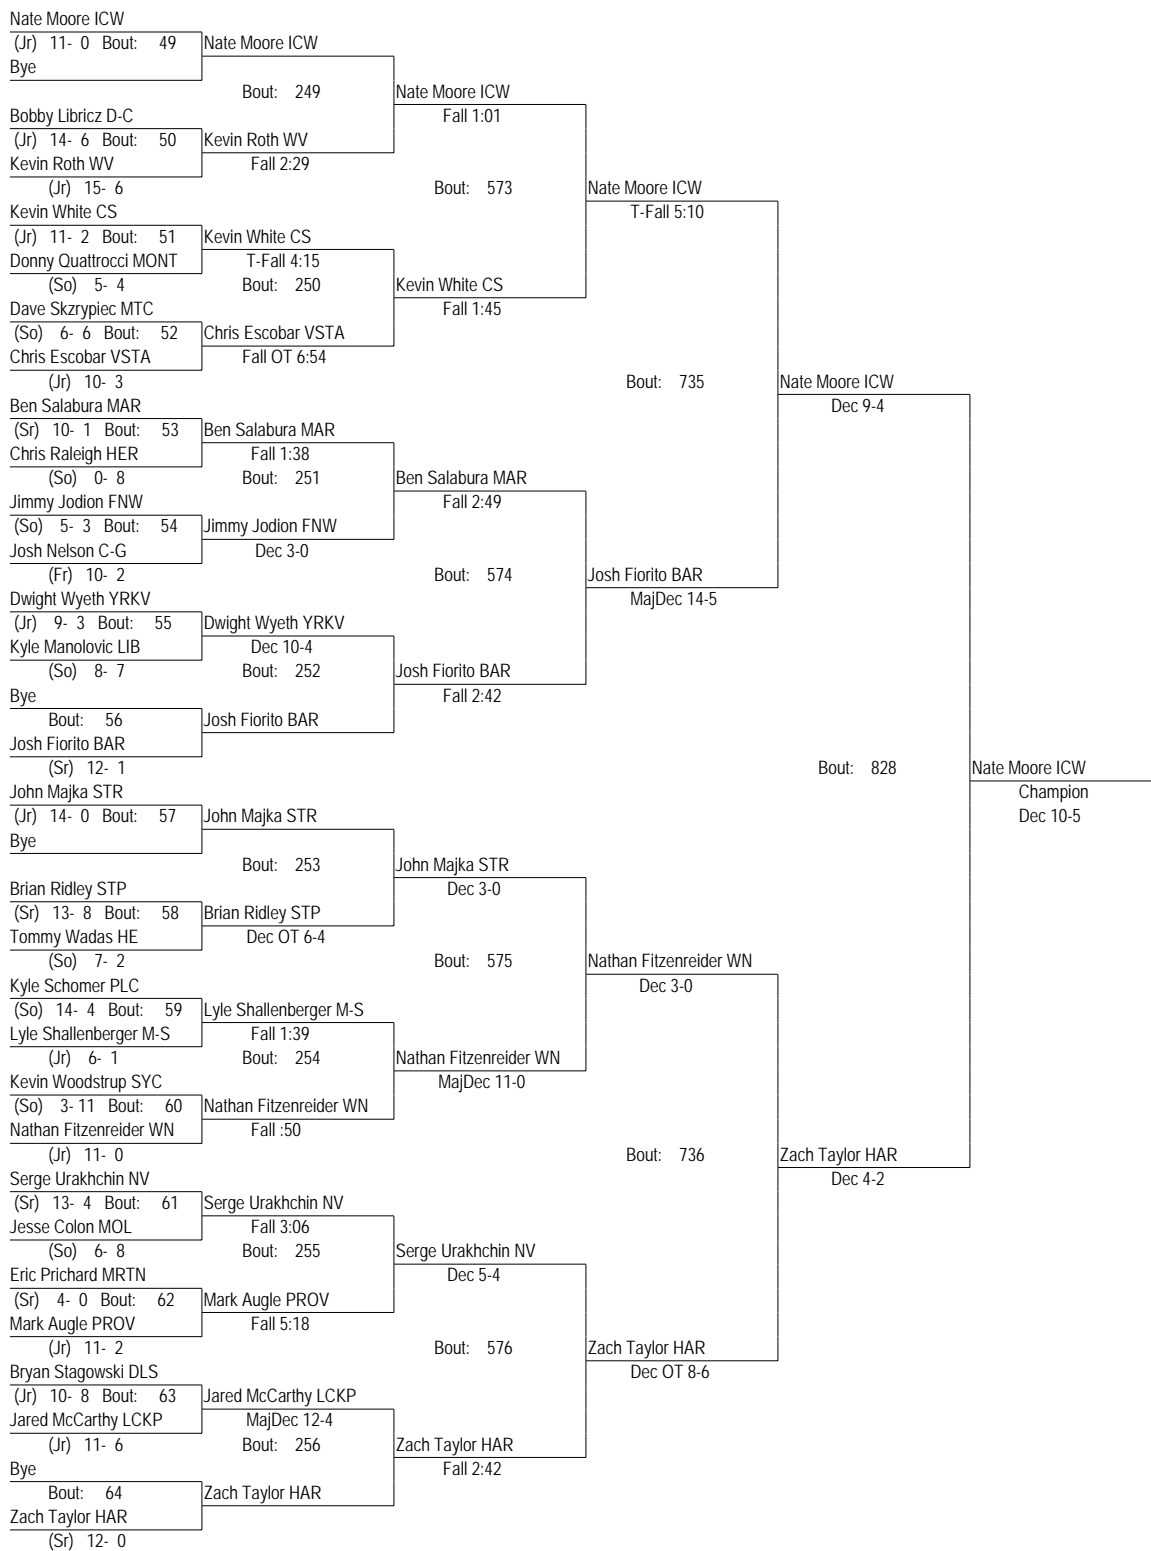 Nate Moore ICW
(Jr) 11- 0 Bout: 49 Nate Moore ICW
Bye
Bout: 249 Nate Moore ICW
Bobby Libricz D-C Fall 1:01
(Jr) 14- 6 Bout: 50 Kevin Roth WV
Kevin Roth WV Fall 2:29
(Jr) 15- 6 Bout: 573 Nate Moore ICW
Kevin White CS T-Fall 5:10
(Jr) 11- 2 Bout: 51 Kevin White CS
Donny Quattrocci MONT T-Fall 4:15
(So) 5- 4 Bout: 250 Kevin White CS
Dave Skzrypiec MTC Fall 1:45
(So) 6- 6 Bout: 52 Chris Escobar VSTA
Chris Escobar VSTA Fall OT 6:54
(Jr) 10- 3 Bout: 735 Nate Moore ICW
Ben Salabura MAR Dec 9-4
(Sr) 10- 1 Bout: 53 Ben Salabura MAR
Chris Raleigh HER Fall 1:38
(So) 0- 8 Bout: 251 Ben Salabura MAR
Jimmy Jodion FNW Fall 2:49
(So) 5- 3 Bout: 54 Jimmy Jodion FNW
Josh Nelson C-G Dec 3-0
(Fr) 10- 2 Bout: 574 Josh Fiorito BAR
Dwight Wyeth YRKV MajDec 14-5
(Jr) 9- 3 Bout: 55 Dwight Wyeth YRKV
Kyle Manolovic LIB Dec 10-4
(So) 8- 7 Bout: 252 Josh Fiorito BAR
Bye Fall 2:42
Bout: 56 Josh Fiorito BAR
Josh Fiorito BAR
(Sr) 12- 1 Bout: 828 Nate Moore ICW
John Majka STR Champion
(Jr) 14- 0 Bout: 57 John Majka STR Dec 10-5
Bye
Bout: 253 John Majka STR
Brian Ridley STP Dec 3-0
(Sr) 13- 8 Bout: 58 Brian Ridley STP
Tommy Wadas HE Dec OT 6-4
(So) 7- 2 Bout: 575 Nathan Fitzenreider WN
Kyle Schomer PLC Dec 3-0
(So) 14- 4 Bout: 59 Lyle Shallenberger M-S
Lyle Shallenberger M-S Fall 1:39
(Jr) 6- 1 Bout: 254 Nathan Fitzenreider WN
Kevin Woodstrup SYC MajDec 11-0
(So) 3- 11 Bout: 60 Nathan Fitzenreider WN
Nathan Fitzenreider WN Fall :50
(Jr) 11- 0 Bout: 736 Zach Taylor HAR
Serge Urakhchin NV Dec 4-2
(Sr) 13- 4 Bout: 61 Serge Urakhchin NV
Jesse Colon MOL Fall 3:06
(So) 6- 8 Bout: 255 Serge Urakhchin NV
Eric Prichard MRTN Dec 5-4
(Sr) 4- 0 Bout: 62 Mark Augle PROV
Mark Augle PROV Fall 5:18
(Jr) 11- 2 Bout: 576 Zach Taylor HAR
Bryan Stagowski DLS Dec OT 8-6
(Jr) 10- 8 Bout: 63 Jared McCarthy LCKP
Jared McCarthy LCKP MajDec 12-4
(Jr) 11- 6 Bout: 256 Zach Taylor HAR
Bye Fall 2:42
Bout: 64 Zach Taylor HAR
Zach Taylor HAR
(Sr) 12- 0